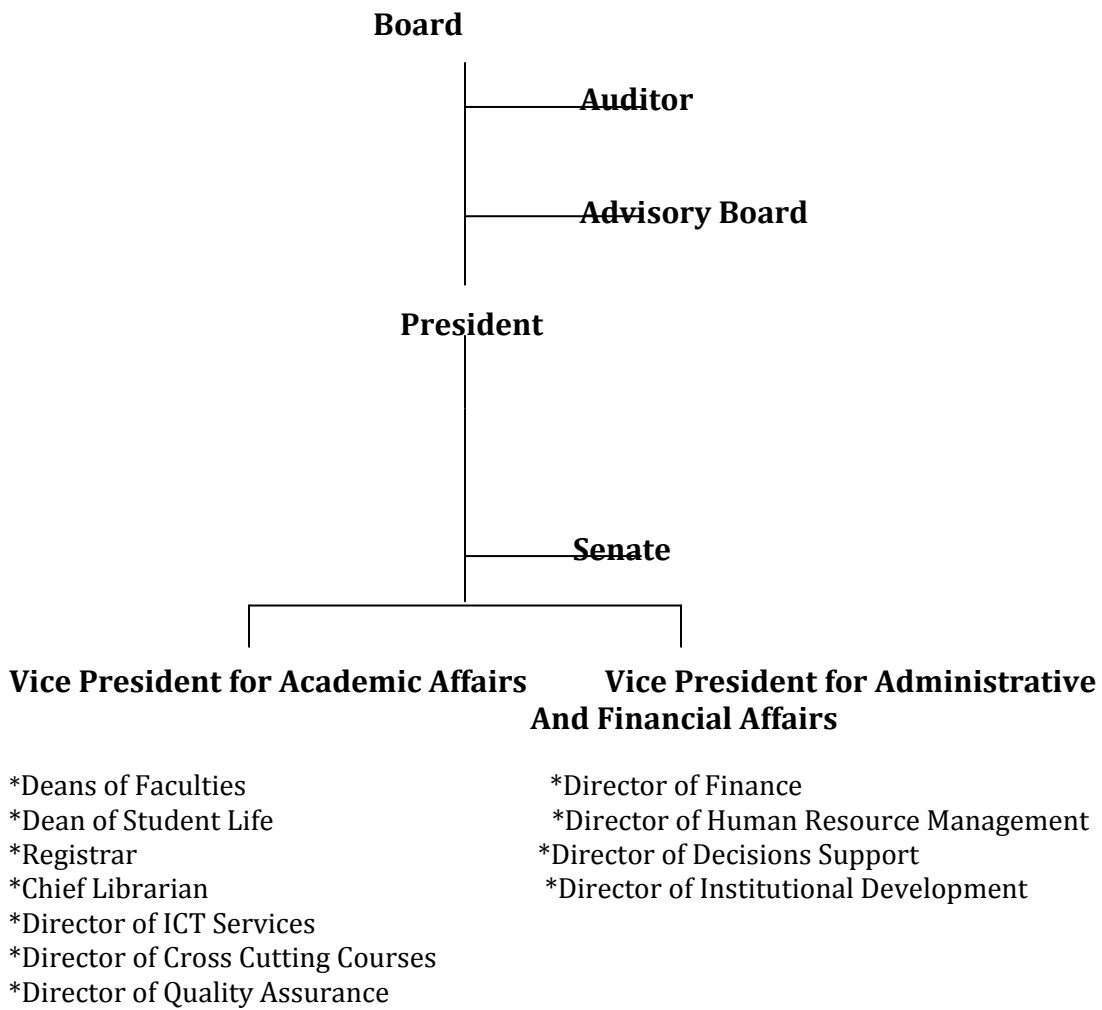 Board
Auditor
Advisory Board
President
Senate
Vice President for Academic Affairs
Vice President for Administrative
And Financial Affairs
*Deans of Faculties
*Dean of Student Life
*Registrar
*Chief Librarian
*Director of ICT Services
*Director of Cross Cutting Courses
*Director of Quality Assurance
*Director of Finance
*Director of Human Resource Management
*Director of Decisions Support
*Director of Institutional Development